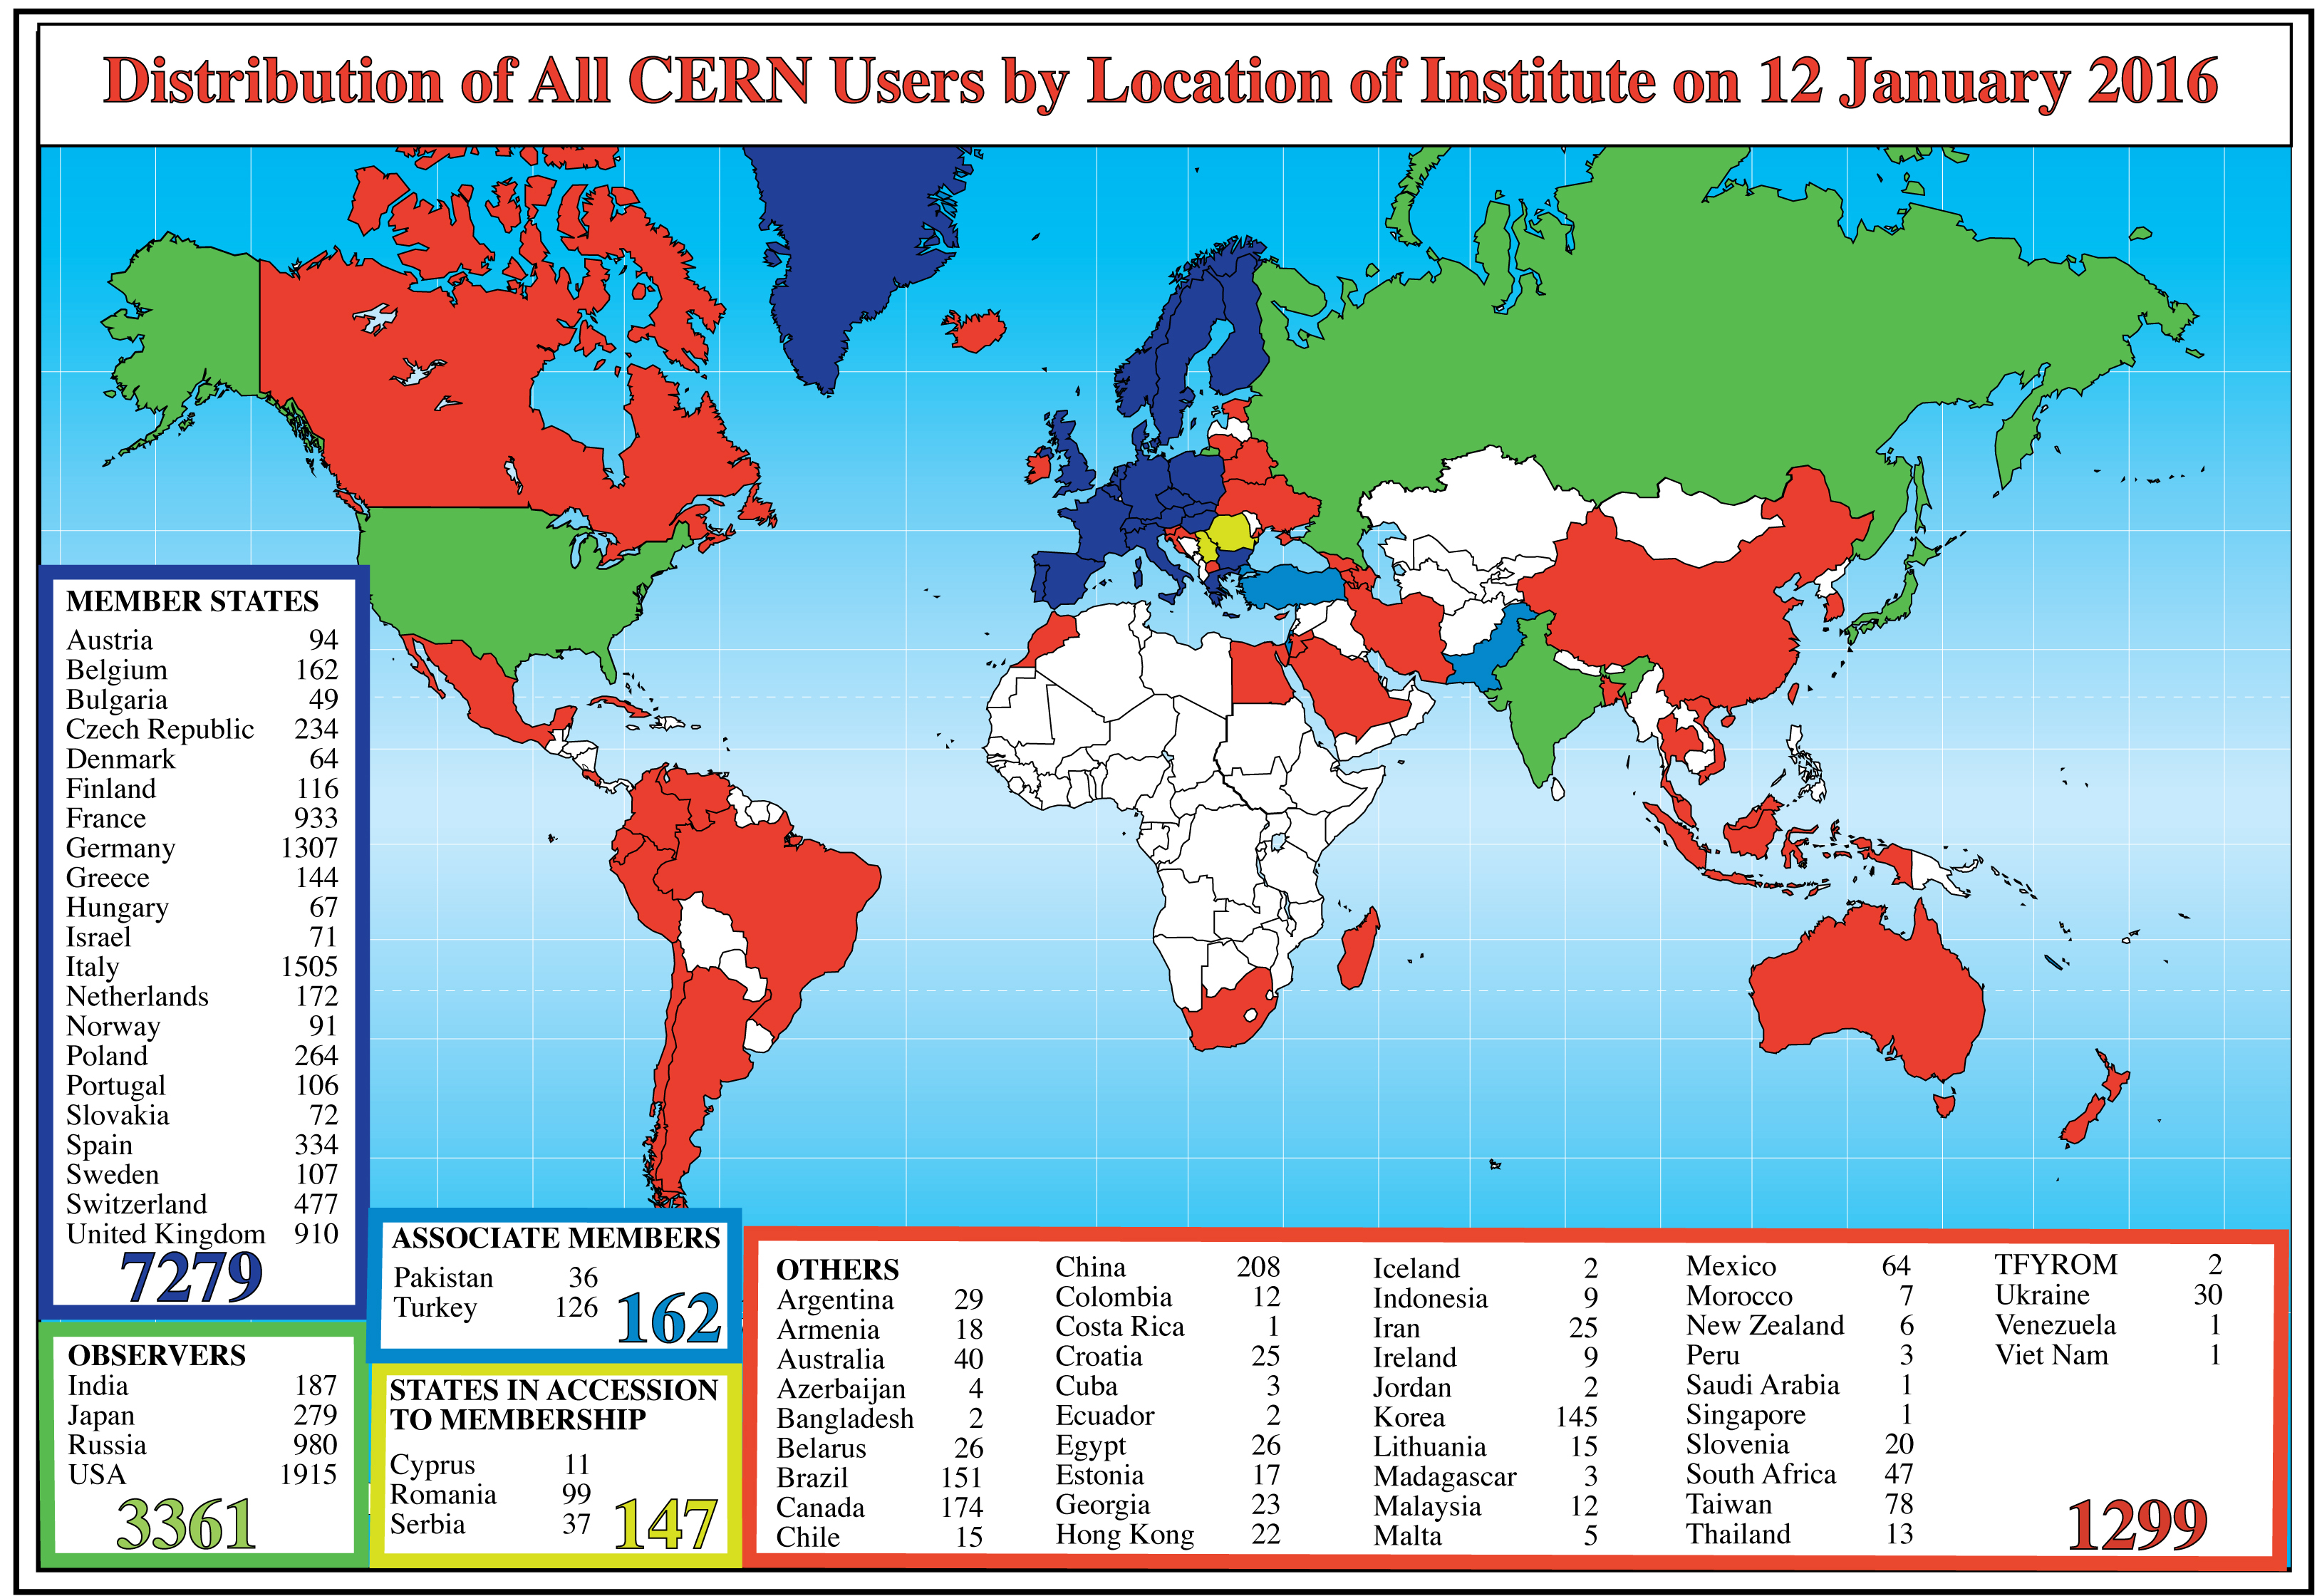 Distribution of All CERN Users by Location of Institute on 12 January 2016
MEMBER STATES
Austria 94
Belgium 162
Bulgaria 49
Czech Republic 234
Denmark 64
Finland 116
France 933
Germany 1307
Greece 144
Hungary 67
Israel 71
Italy 1505
Netherlands 172
Norway 91
Poland 264
Portugal 106
Slovakia 72
Spain 334
Sweden 107
Switzerland 477
United Kingdom 910
7279
OBSERVERS
India 187
Japan 279
Russia 980
USA 1915
3361
ASSOCIATE MEMBERS
Pakistan 36
Turkey 126
162
STATES IN ACCESSION
TO MEMBERSHIP
Cyprus 11
Romania 99
Serbia 37
147
OTHERS
Argentina 29
Armenia 18
Australia 40
Azerbaijan 4
Bangladesh 2
Belarus 26
Brazil 151
Canada 174
Chile 15
China 208
Colombia 12
Costa Rica 1
Croatia 25
Cuba 3
Ecuador 2
Egypt 26
Estonia 17
Georgia 23
Hong Kong 22
Iceland 2
Indonesia 9
Iran 25
Ireland 9
Jordan 2
Korea 145
Lithuania 15
Madagascar 3
Malaysia 12
Malta 5
Mexico 64
Morocco 7
New Zealand 6
Peru 3
Saudi Arabia 1
Singapore 1
Slovenia 20
South Africa 47
Taiwan 78
Thailand 13
TFYROM 2
Ukraine 30
Venezuela 1
Viet Nam 1
1299